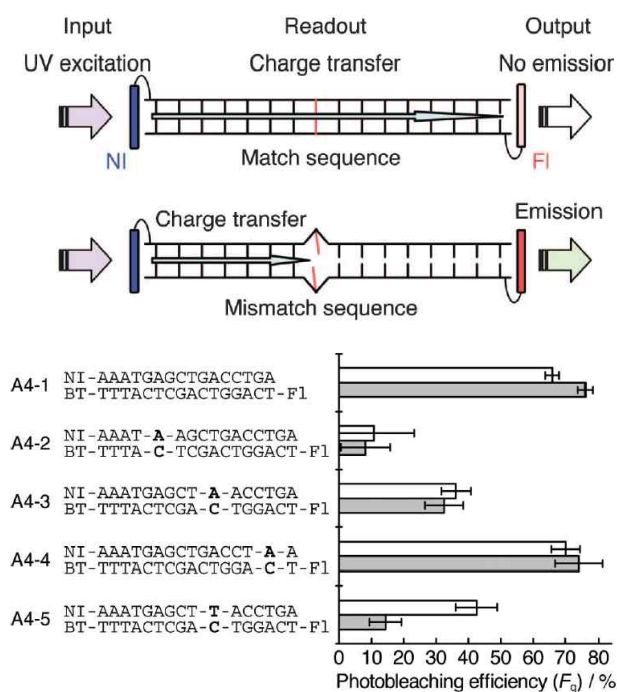 Input Readout Output
UV excitation Charge transfer No emissior
NI Fl
Match sequence
Charge transfer Emission
Mismatch sequence
A4-1 NI-AAATGAGCTGACCTGA
BT-TTTACTCGACTGGACT-Fl
A4-2 NI-AAAT-A-AGCTGACCTGA
BT-TTTA-C-TCGACTGGACT-Fl
A4-3 NI-AAATGAGCT-A-ACCTGA
BT-TTTACTCGA-C-TGGACT-Fl
A4-4 NI-AAATGAGCTGACCT-A-A
BT-TTTACTCGACTGGA-C-T-Fl
A4-5 NI-AAATGAGCT-T-ACCTGA
BT-TTTACTCGA-C-TGGACT-Fl
0 10 20 30 40 50 60 70 80
Photobleaching efficiency (Fq) / %